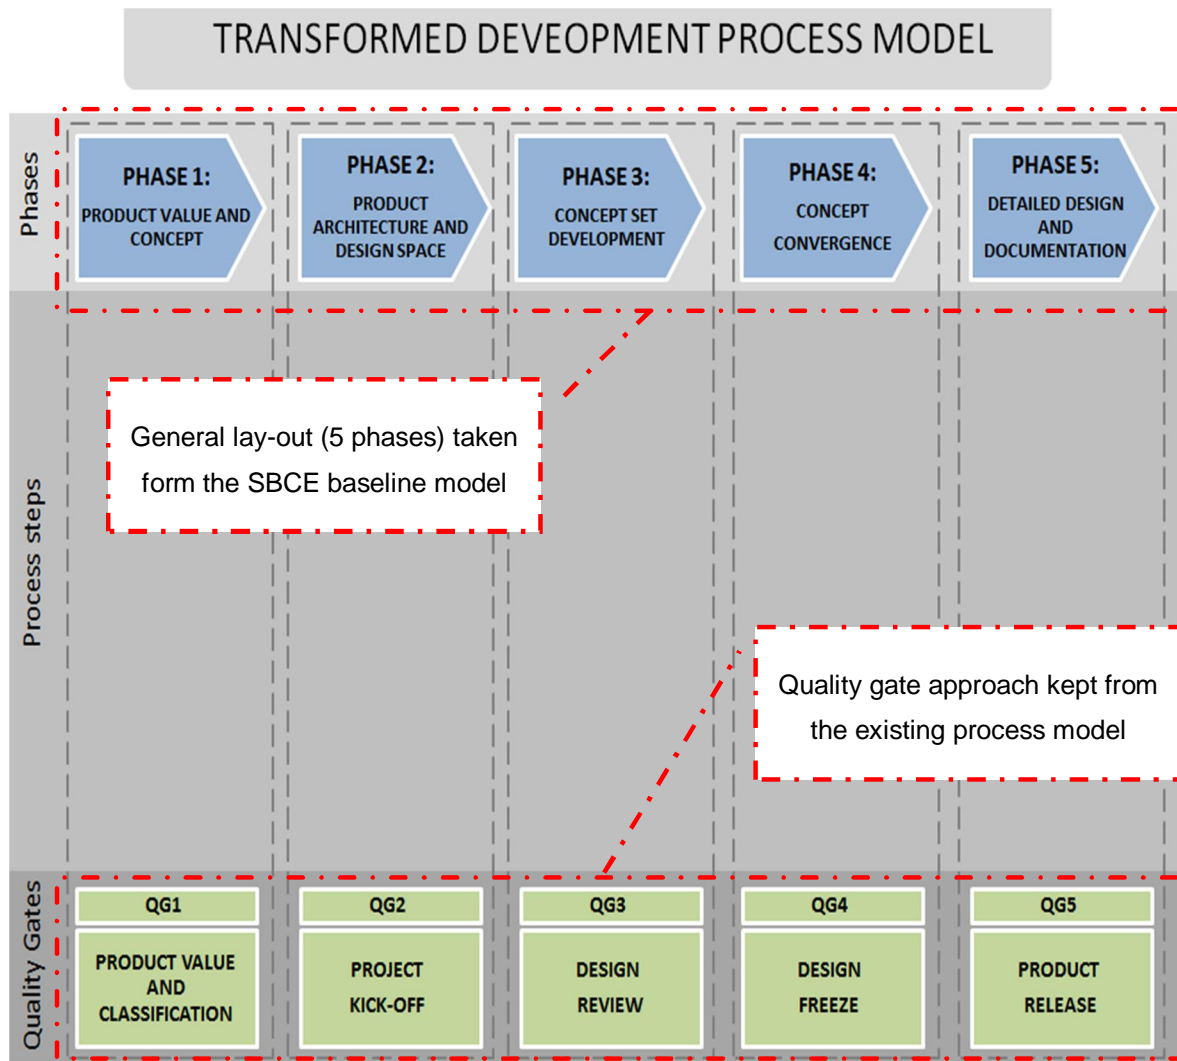 TRANSFORMED DEVEOPMENT PROCESS MODEL
Phases
PHASE 1:
PRODUCT VALUE AND
CONCEPT
PHASE 2:
PRODUCT
ARCHITECTURE AND
DESIGN SPACE
PHASE 3:
CONCEPT SET
DEVELOPMENT
PHASE 4:
CONCEPT
CONVERGENCE
PHASE 5:
DETAILED DESIGN
AND
DOCUMENTATION
Process steps
General lay-out (5 phases) taken
form the SBCE baseline model
Quality gate approach kept from
the existing process model
Quality Gates
QG1
PRODUCT VALUE
AND
CLASSIFICATION
QG2
PROJECT
KICK-OFF
QG3
DESIGN
REVIEW
QG4
DESIGN
FREEZE
QG5
PRODUCT
RELEASE